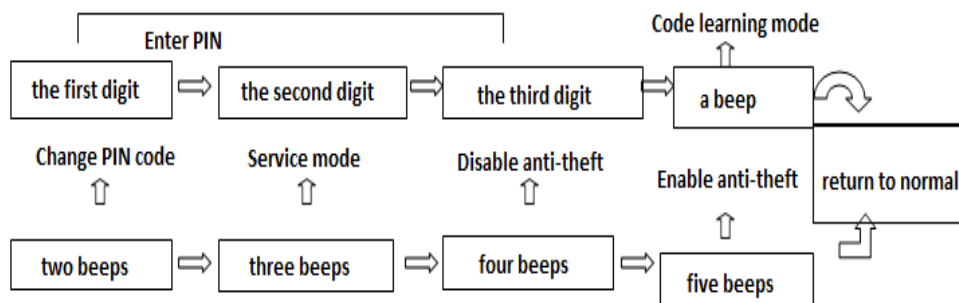 Enter PIN
Code learning mode
the first digit
the second digit
the third digit
a beep
Change PIN code
Service mode
Disable anti-theft
Enable anti-theft
return to normal
two beeps
three beeps
four beeps
five beeps